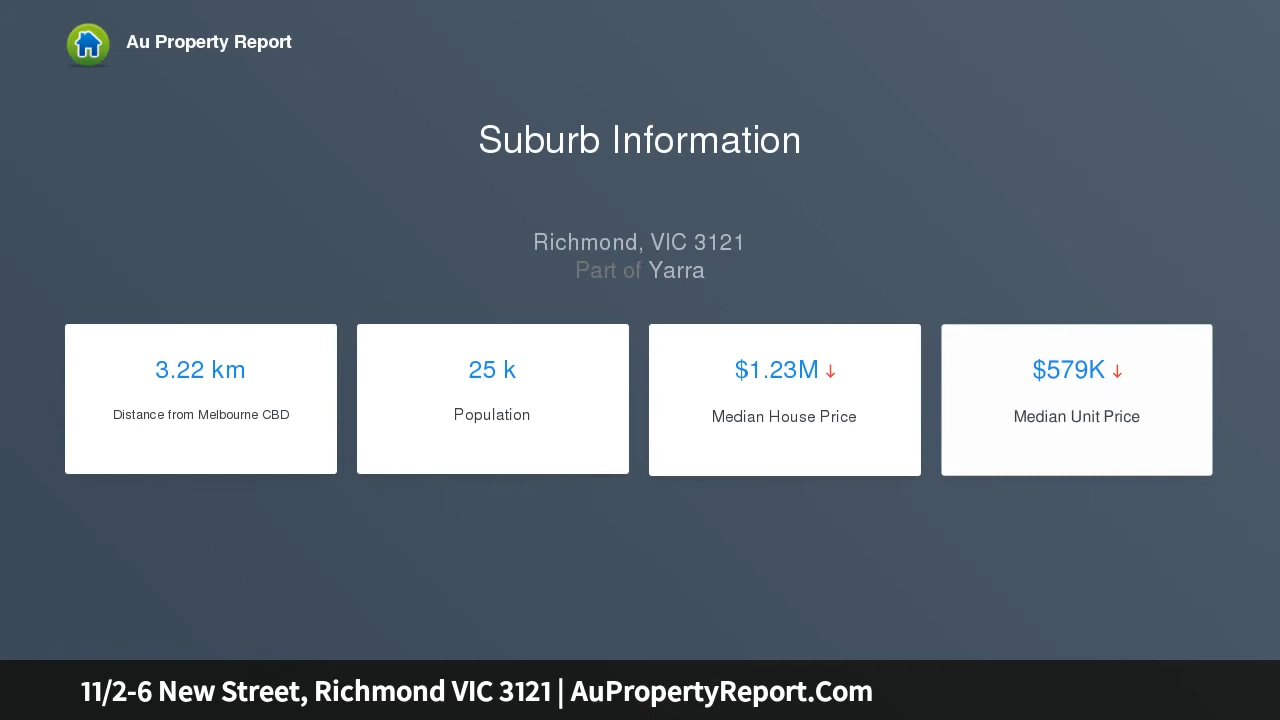 Au Property Report
Suburb Information
Richmond, VIC 3121
Part of Yarra
3.22 km
Distance from Melbourne CBD
25 k
Population
$1.23M ↓
Median House Price
$579K ↓
Median Unit Price
11/2-6 New Street, Richmond VIC 3121 | AuPropertyReport.Com